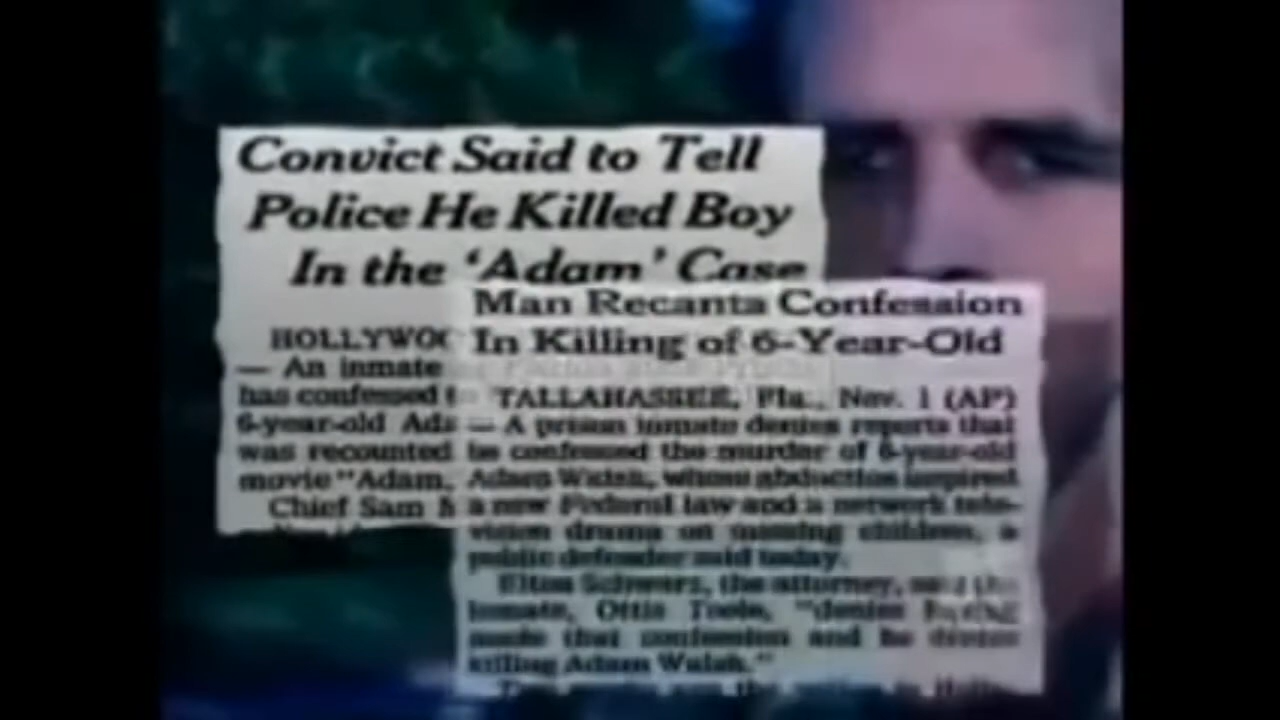 Convict Said to Tell
Police He Killed Boy
In the ‘Adam’ Case
HOLLYWOO
— An inmate
has confessed t
6-year-old Ada
was recounted
movie "Adam,
Chief Sam M
Man Recants Confession
In Killing of 6-Year-Old
TALLAHASSEE, Fla., Nov. 1 (AP)
— A prison inmate denies reports that
he confessed the murder of 6-year-old
Adam Walsh, whose abduction inspired
a new Federal law and a network tele-
vision drama on missing children, a
public defender said today.
Elton Schwarz, the attorney, said the
inmate, Ottis Toole, "denies having
made that confession and he denies
killing Adam Walsh."